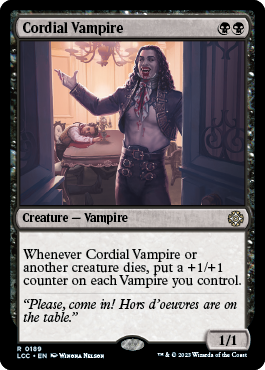 Cordial Vampire
Creature — Vampire
Whenever Cordial Vampire or
another creature dies, put a +1/+1
counter on each Vampire you control.
“Please, come in! Hors d’oeuvres are on
the table.”
1/1
R 0189
LCC • EN Winona Nelson
™ & © 2023 Wizards of the Coast